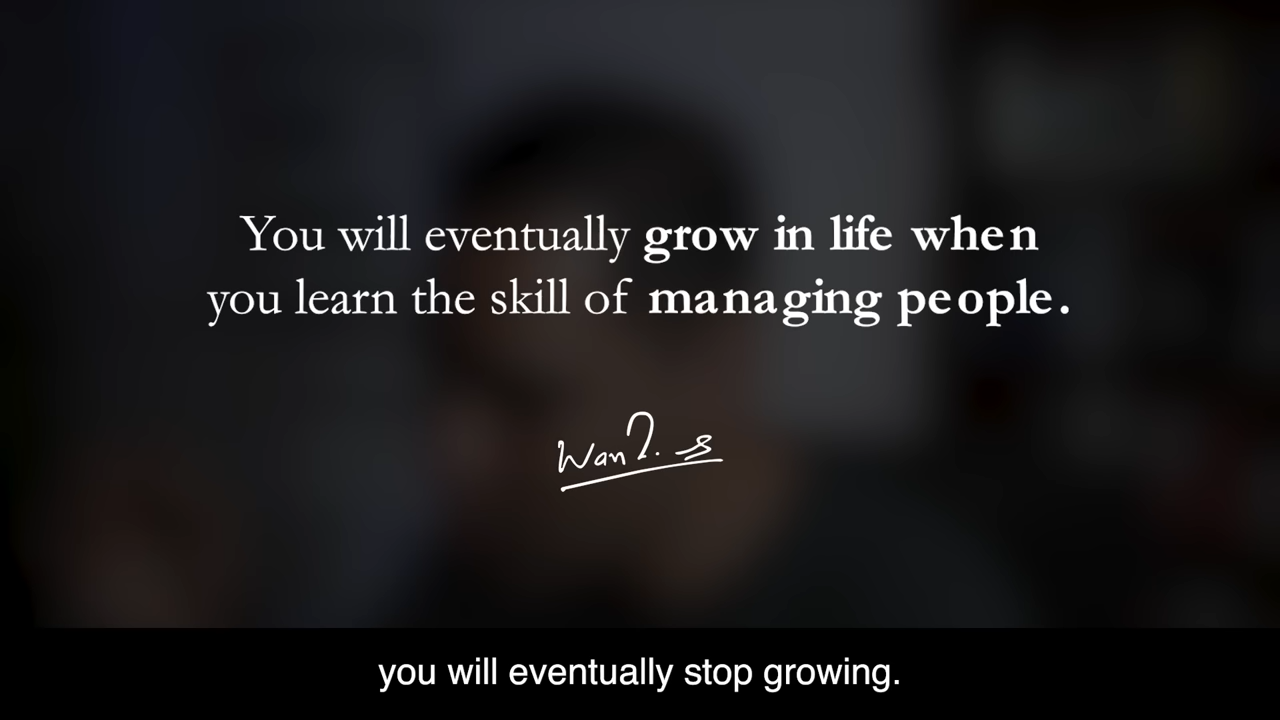 You will eventually grow in life when
you learn the skill of managing people.
you will eventually stop growing.